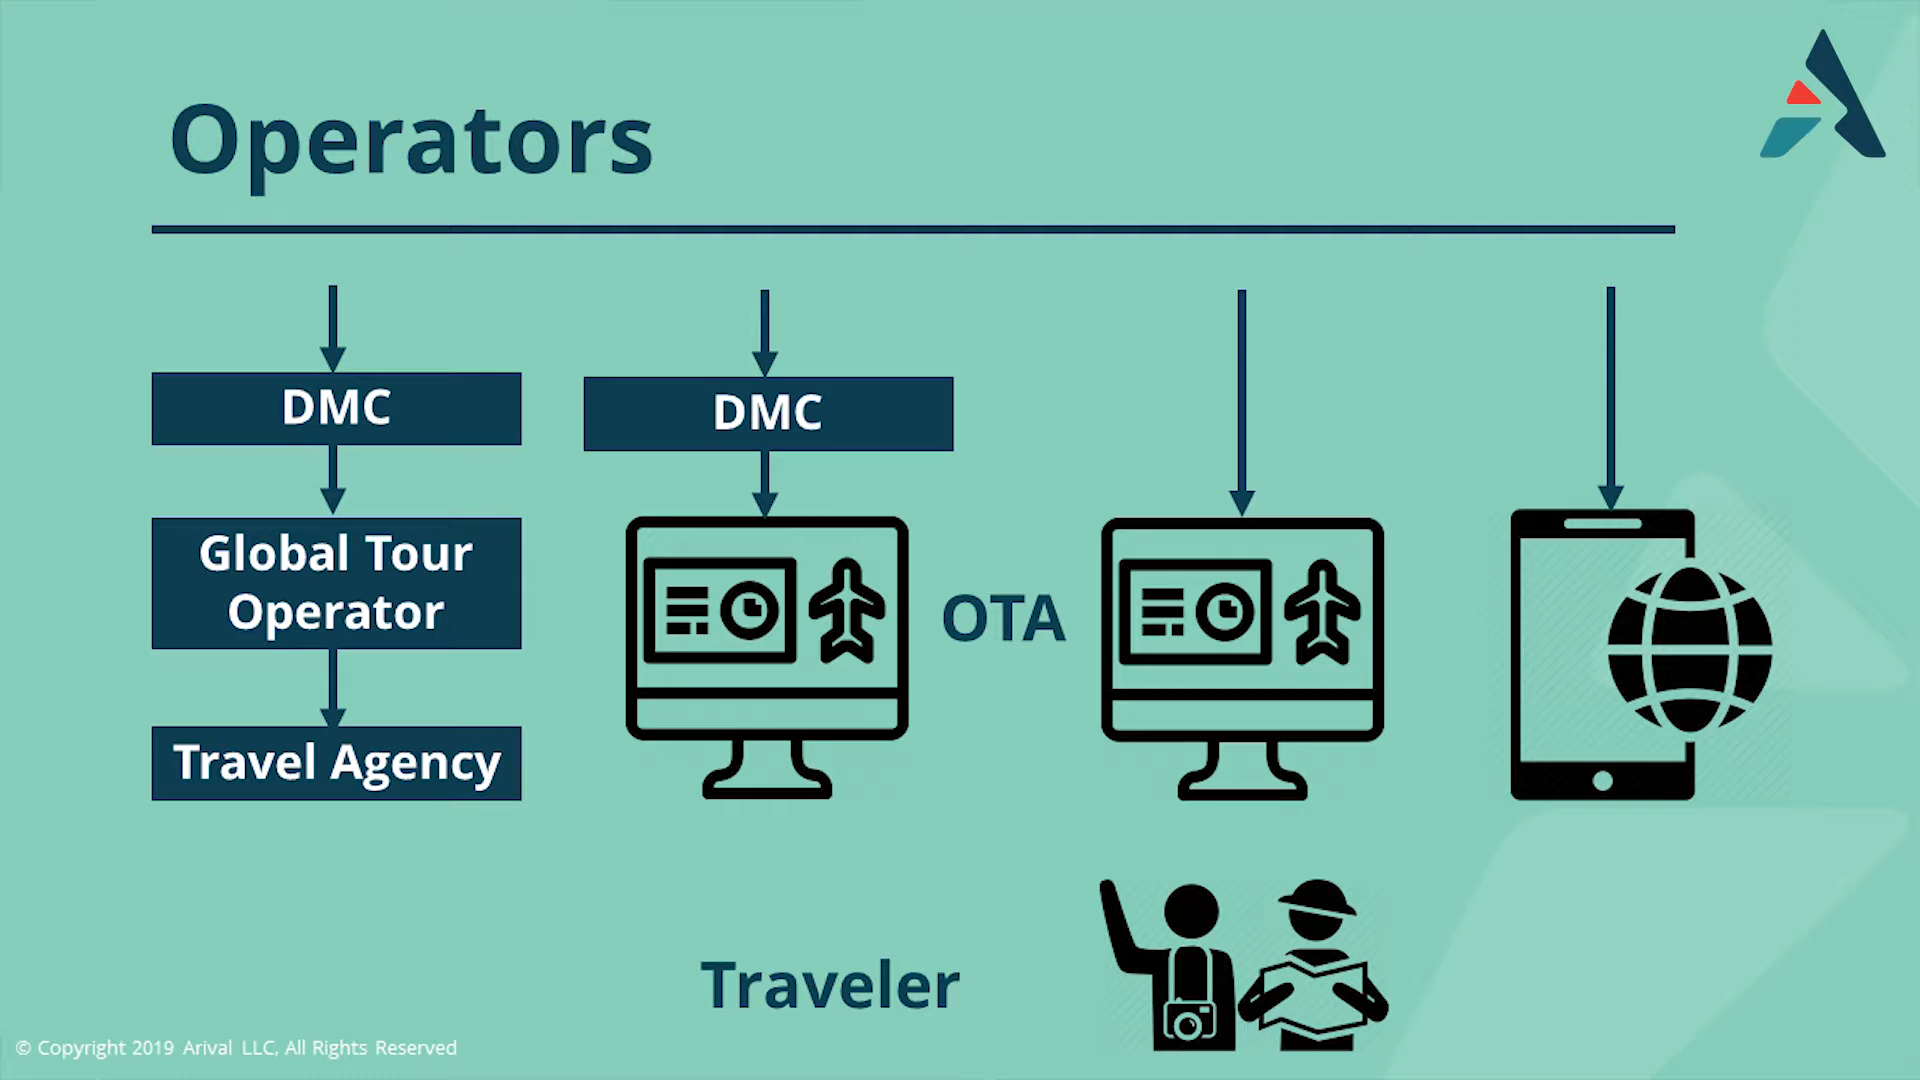 Operators
DMC
DMC
Global Tour
Operator
OTA
Travel Agency
Traveler
© Copyright 2019 Arival LLC, All Rights Reserved